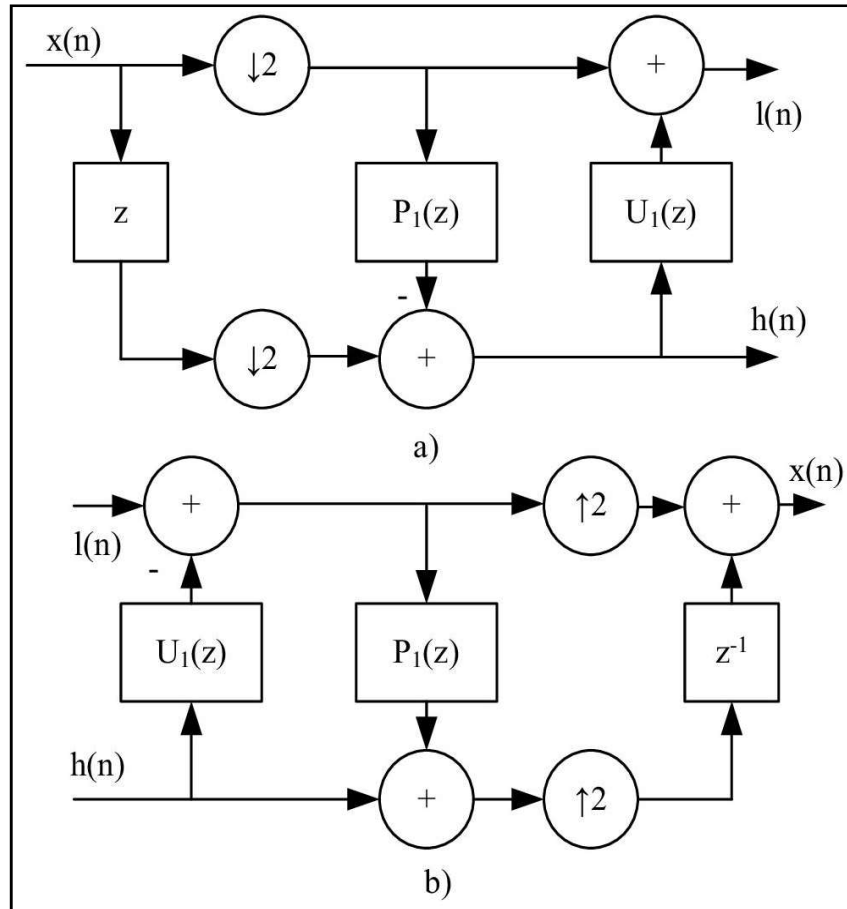 x(n)
↓2
+
l(n)
z
P₁(z)
U₁(z)
-
h(n)
↓2
+
a)
x(n)
+
↑2
+
l(n)
-
U₁(z)
P₁(z)
z⁻¹
h(n)
+
↑2
b)